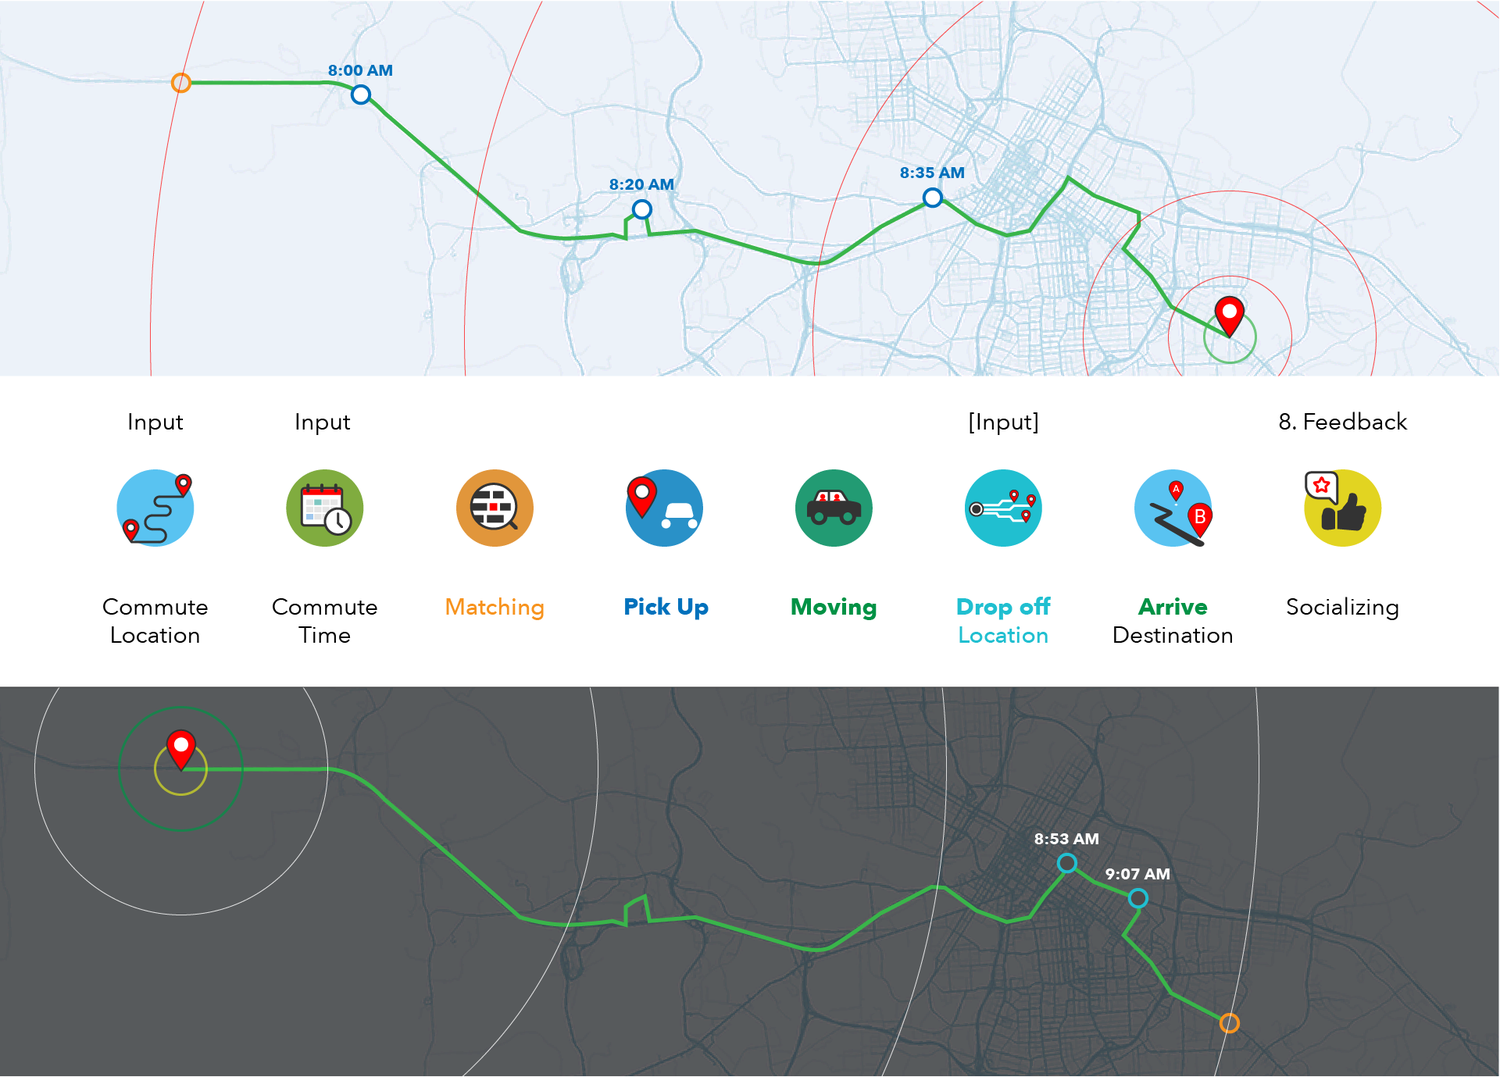 8:00 AM
8:20 AM
8:35 AM
Input
Input
[Input]
8. Feedback
A
B
Commute
Location
Commute
Time
Matching
Pick Up
Moving
Drop off
Location
Arrive
Destination
Socializing
8:53 AM
9:07 AM